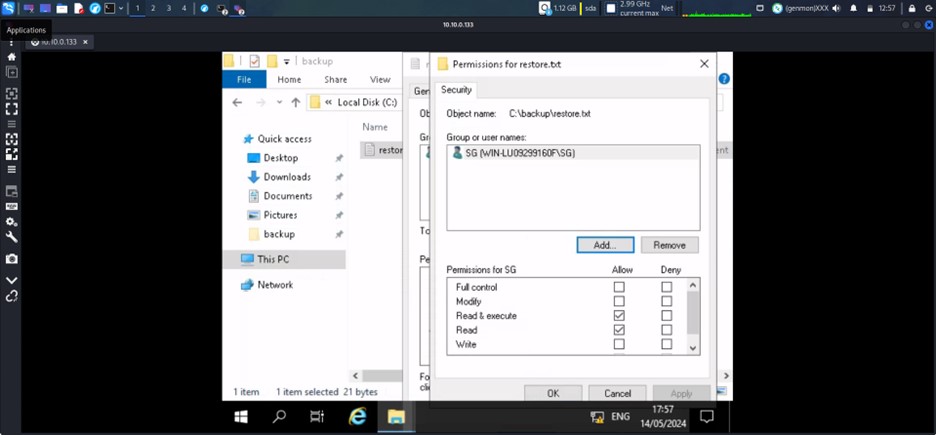 1 2 3 4
1.12 GB sda 2.99 GHz current max Net (genmon)XXX 12:57
Applications
10.10.0.133
10.10.0.133 ×
backup
Permissions for restore.txt
File Home Share View
Security
Local Disk (C:)
Object name: C:\backup\restore.txt
Name
Group or user names:
Quick access
SG (WIN-LU09299160F\SG)
Desktop
Downloads
Documents
Pictures
backup
This PC
Network
Add... Remove
Permissions for SG Allow Deny
Full control
Modify
Read & execute
Read
Write
1 item 1 item selected 21 bytes
OK Cancel Apply
ENG 17:57
14/05/2024